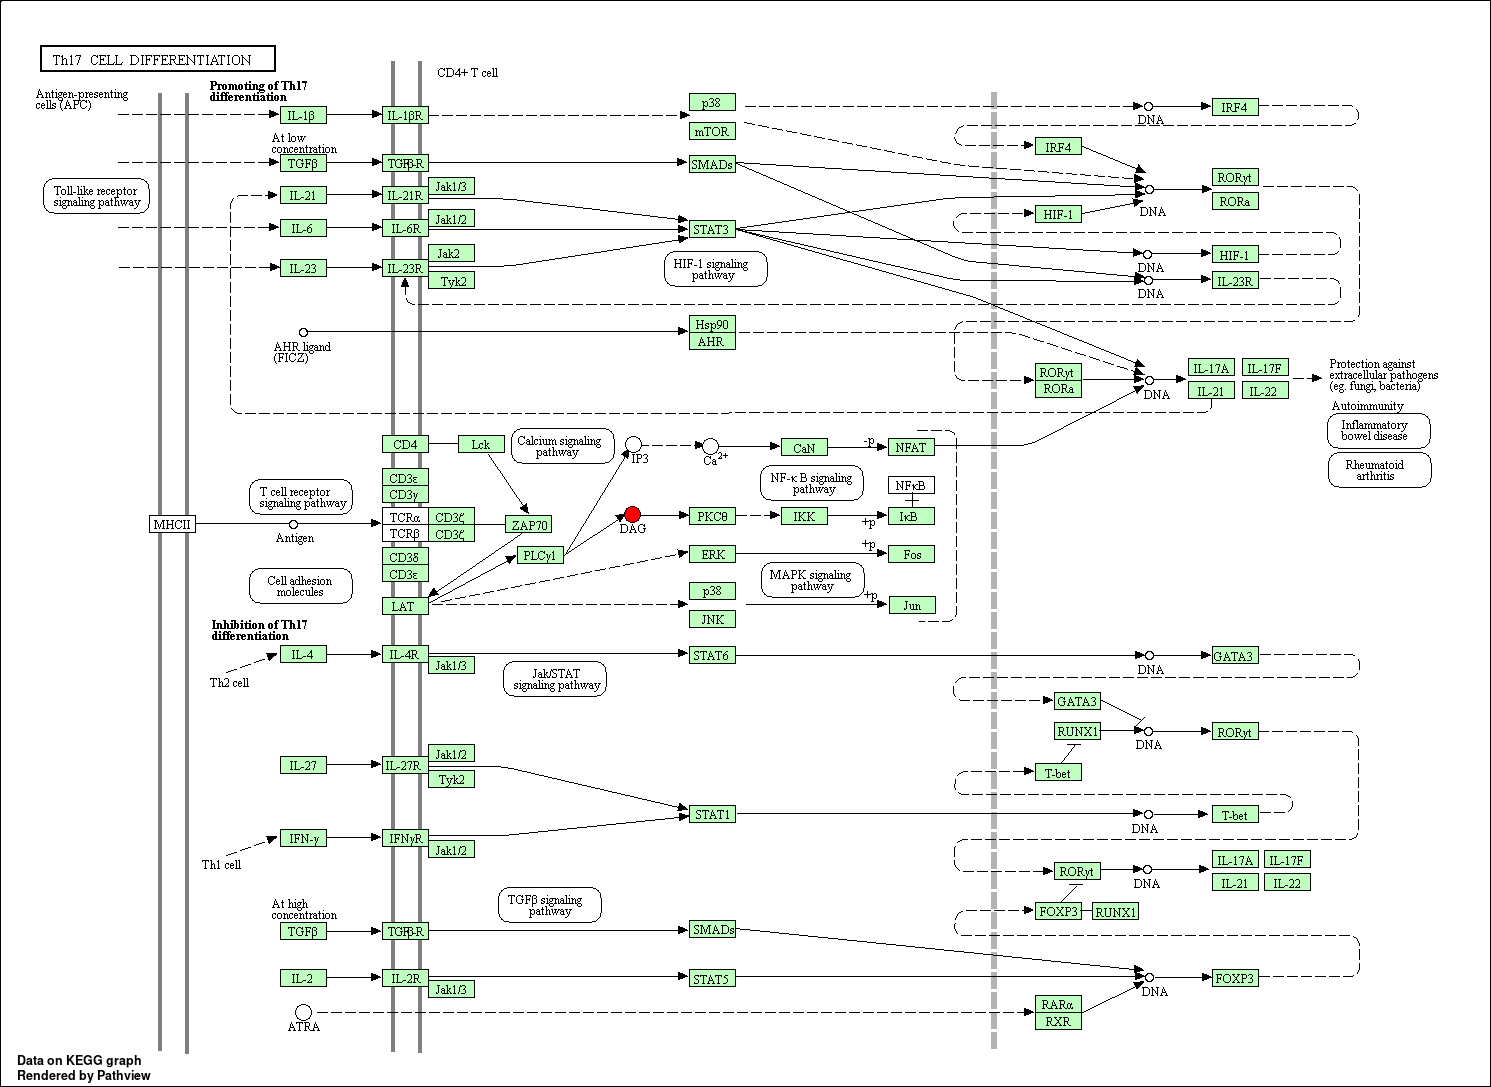 Th17 CELL DIFFERENTIATION
CD4+ T cell
Antigen-presenting
cells (APC)
Promoting of Th17
differentiation
IL-1β
IL-1βR
p38
mTOR
DNA
IRF4
IRF4
At low
concentration
TGFβ
TGFβ-R
SMADs
RORγt
RORa
DNA
Toll-like receptor
signaling pathway
IL-21
IL-21R
Jak1/3
HIF-1
IL-6
IL-6R
Jak1/2
STAT3
IL-23
IL-23R
Jak2
Tyk2
HIF-1 signaling
pathway
DNA
HIF-1
DNA
IL-23R
AHR ligand
(FICZ)
Hsp90
AHR
RORγt
RORa
DNA
IL-17A
IL-17F
IL-21
IL-22
Protection against
extracellular pathogens
(eg. fungi, bacteria)
Autoimmunity
Inflammatory
bowel disease
Rheumatoid
arthritis
CD4
Lck
Calcium signaling
pathway
IP3
Ca2+
CaN
-p
NFAT
CD3ε
CD3γ
T cell receptor
signaling pathway
NF-κB signaling
pathway
NFκB
MHCII
Antigen
TCRα
TCRβ
CD3ζ
CD3ζ
ZAP70
DAG
PKCθ
IKK
+p
IκB
PLCγ1
CD3δ
CD3ε
ERK
+p
Fos
Cell adhesion
molecules
LAT
p38
JNK
MAPK signaling
pathway
+p
Jun
Inhibition of Th17
differentiation
IL-4
IL-4R
Jak1/3
STAT6
DNA
GATA3
Th2 cell
Jak/STAT
signaling pathway
GATA3
RUNX1
DNA
RORγt
T-bet
IL-27
IL-27R
Jak1/2
Tyk2
STAT1
DNA
T-bet
Th1 cell
IFN-γ
IFNγR
Jak1/2
RORγt
DNA
IL-17A
IL-17F
IL-21
IL-22
FOXP3
RUNX1
At high
concentration
TGFβ
TGFβ-R
TGFβ signaling
pathway
SMADs
IL-2
IL-2R
Jak1/3
STAT5
DNA
FOXP3
ATRA
RARα
RXR
Data on KEGG graph
Rendered by Pathview